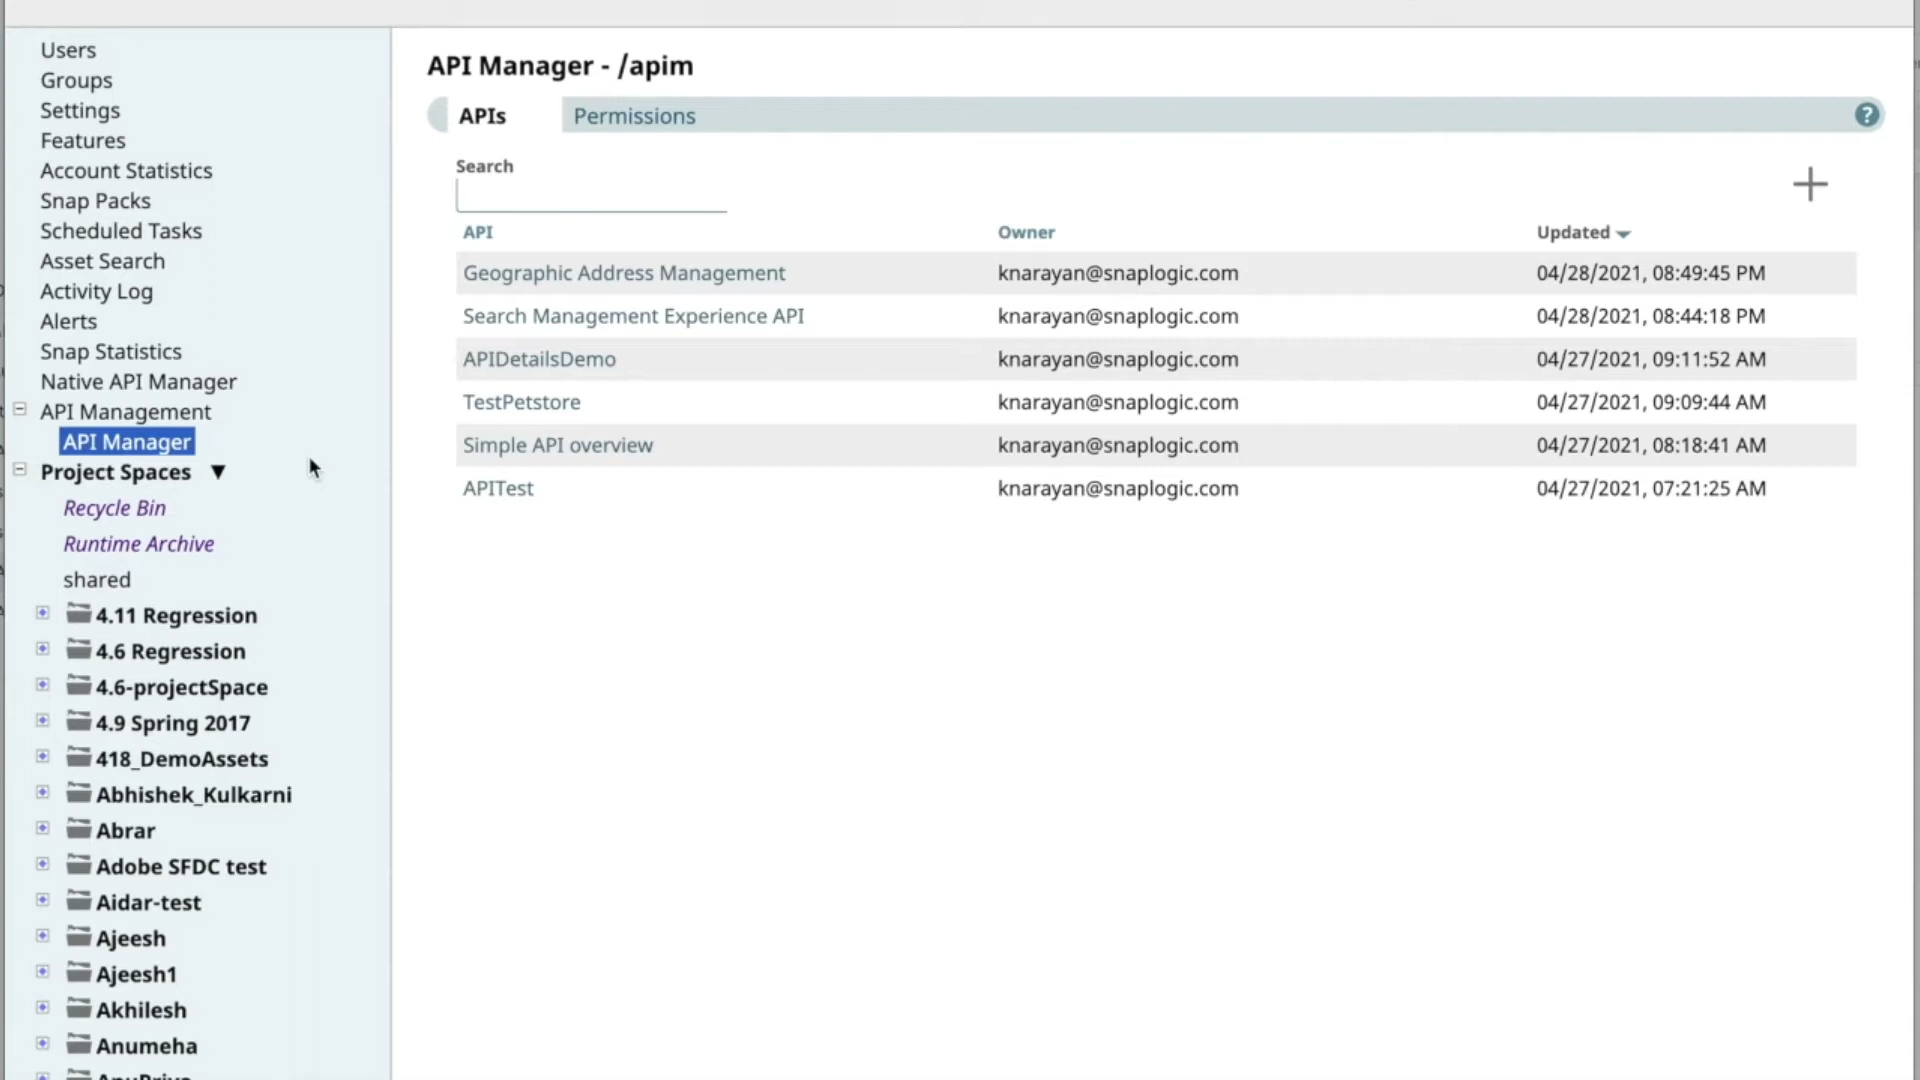 Users
Groups
Settings
Features
Account Statistics
Snap Packs
Scheduled Tasks
Asset Search
Activity Log
Alerts
Snap Statistics
Native API Manager
API Management
API Manager
Project Spaces ▼
Recycle Bin
Runtime Archive
shared
4.11 Regression
4.6 Regression
4.6-projectSpace
4.9 Spring 2017
418_DemoAssets
Abhishek_Kulkarni
Abrar
Adobe SFDC test
Aidar-test
Ajeesh
Ajeesh1
Akhilesh
Anumeha
API Manager - /apim
APIs Permissions ?
Search
API Owner Updated
Geographic Address Management knarayan@snaplogic.com 04/28/2021, 08:49:45 PM
Search Management Experience API knarayan@snaplogic.com 04/28/2021, 08:44:18 PM
APIDetailsDemo knarayan@snaplogic.com 04/27/2021, 09:11:52 AM
TestPetstore knarayan@snaplogic.com 04/27/2021, 09:09:44 AM
Simple API overview knarayan@snaplogic.com 04/27/2021, 08:18:41 AM
APITest knarayan@snaplogic.com 04/27/2021, 07:21:25 AM